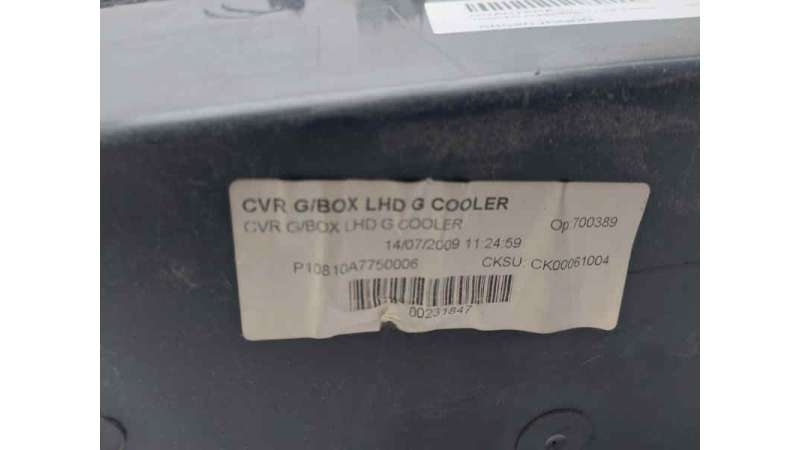 CVR G/BOX LHD G COOLER
CVR G/BOX LHD G COOLER Op:700389
14/07/2009 11:24:59
P10810A7750006 CKSU: CK00061004
00231847